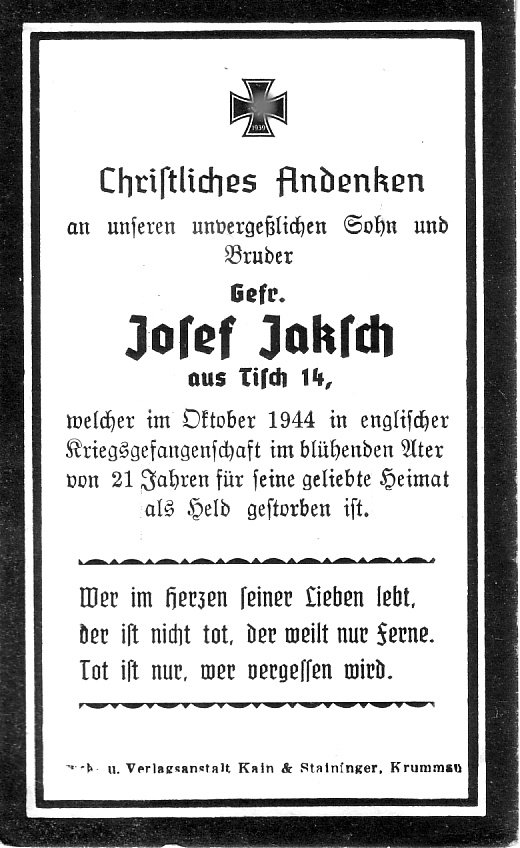 1939
Chriſtliches Andenken
an unſeren unvergeßlichen Sohn und
Bruder
Gefr.
Joſef Jakſch
aus Tiſch 14,
welcher im Oktober 1944 in engliſcher
Kriegsgefangenſchaft im blühenden Ater
von 21 Jahren für ſeine geliebte Heimat
als Held geſtorben iſt.
Wer im Herzen ſeiner Lieben lebt,
der iſt nicht tot, der weilt nur Ferne.
Tot iſt nur, wer vergeſſen wird.
u. Verlagsanstalt Kain & Staininger, Krummau